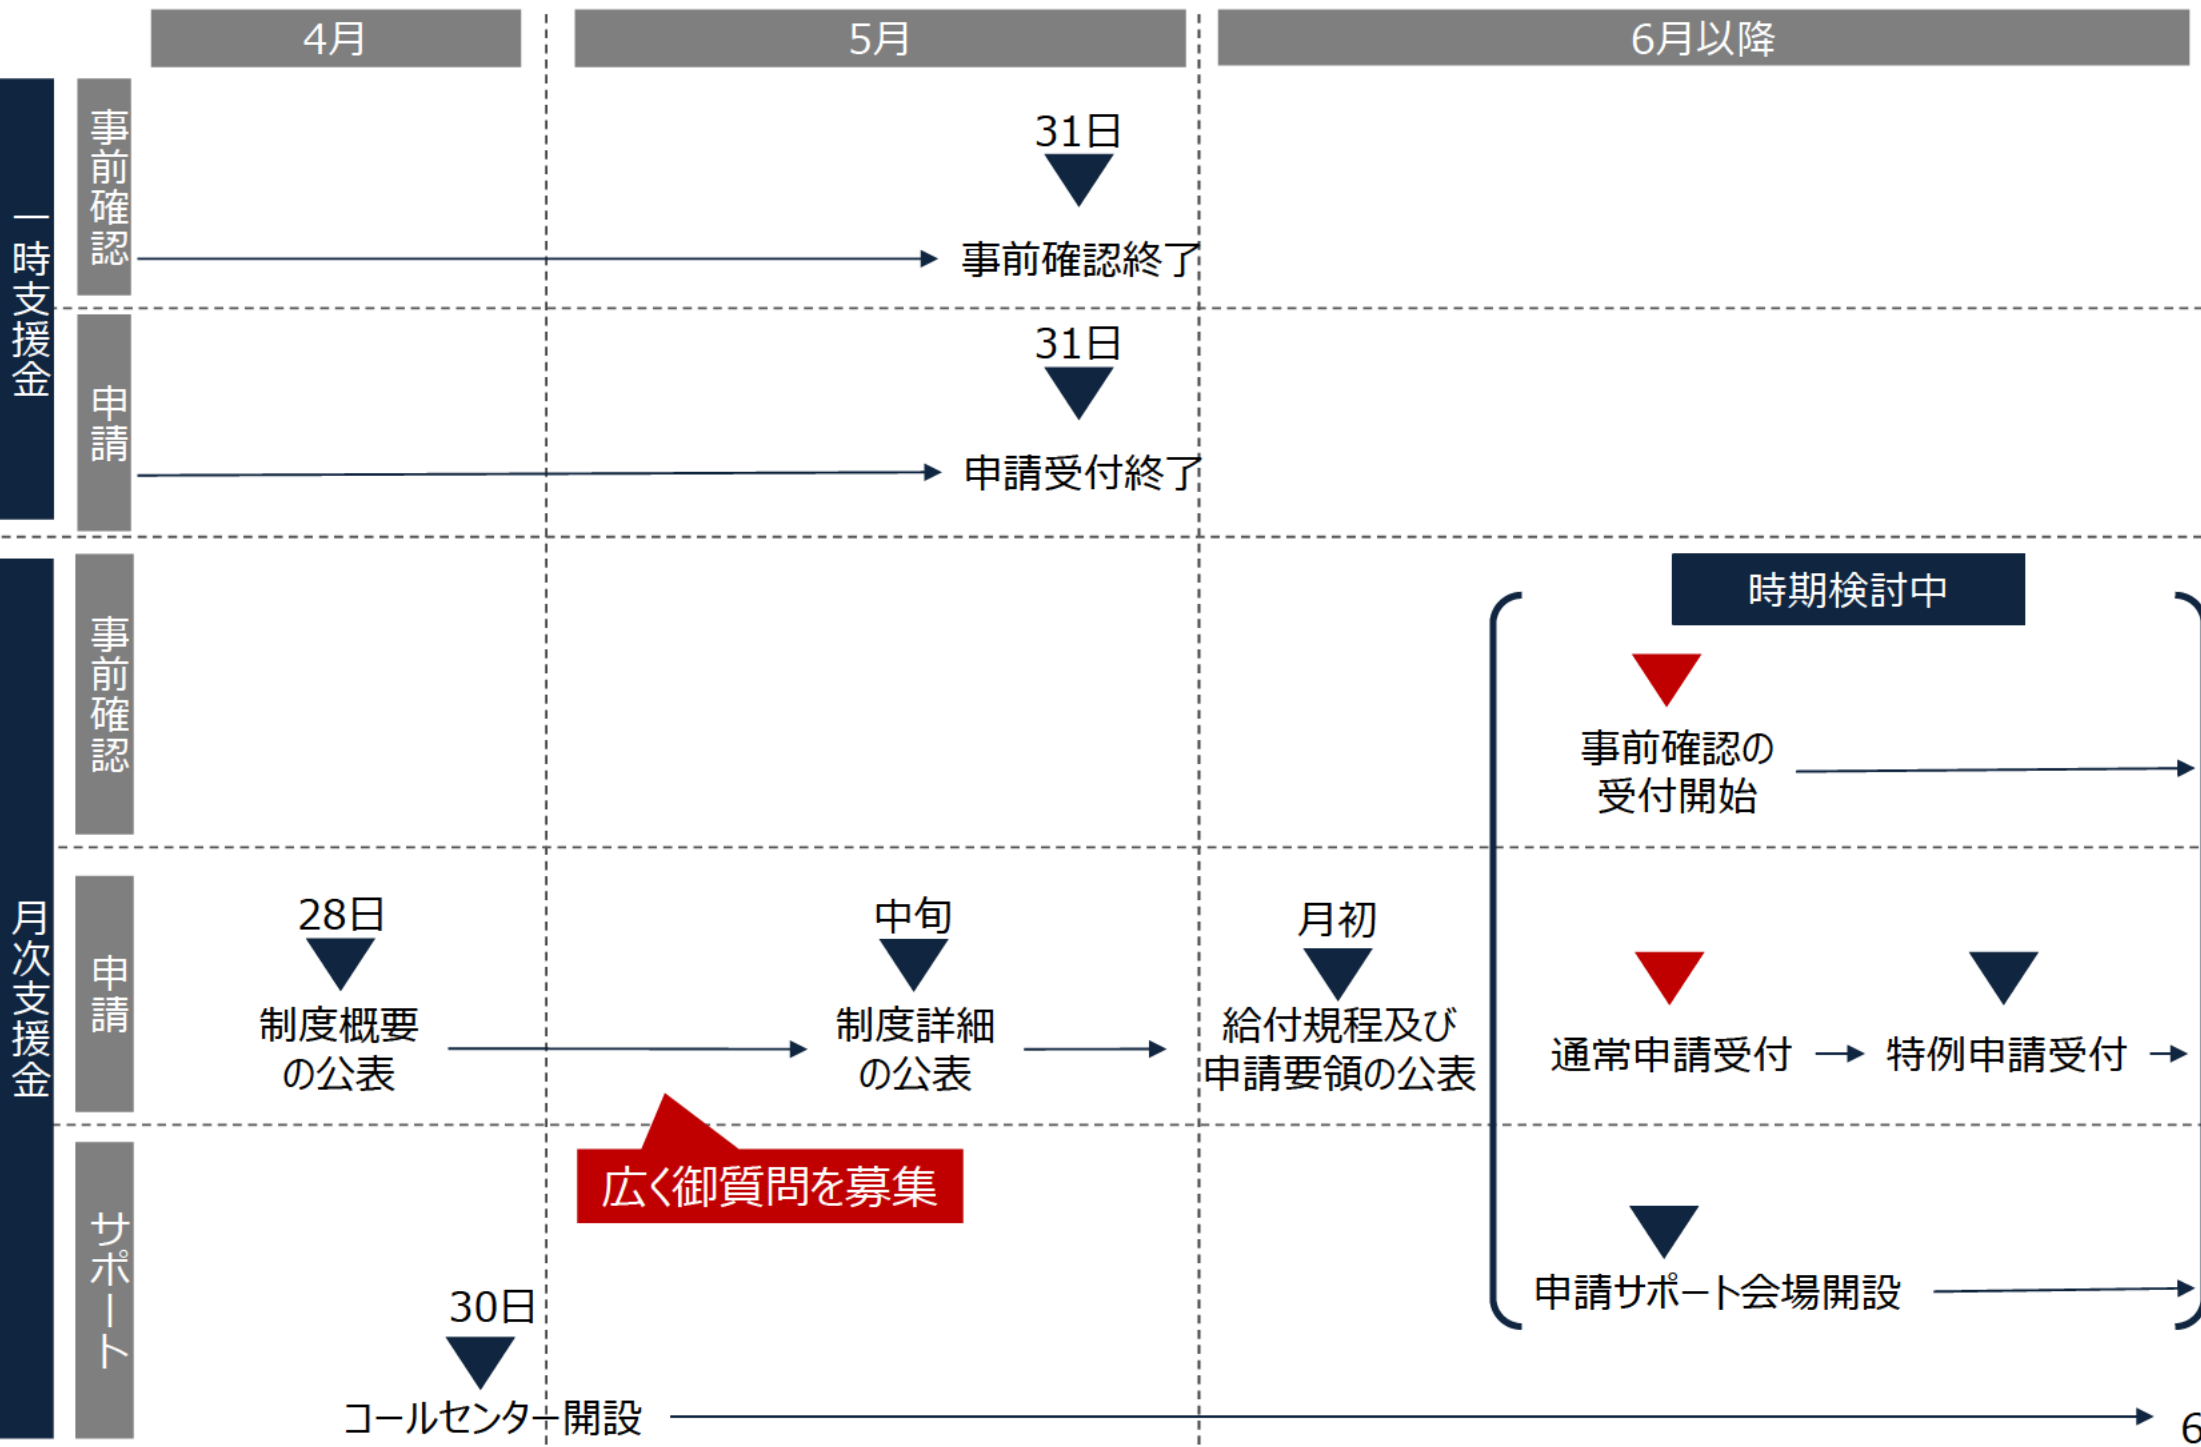 4月
5月
6月以降
一時支援金
事前確認
31日
事前確認終了
申請
31日
申請受付終了
月次支援金
事前確認
時期検討中
事前確認の
受付開始
申請
28日
制度概要
の公表
中旬
制度詳細
の公表
月初
給付規程及び
申請要領の公表
通常申請受付
特例申請受付
広く御質問を募集
サポート
申請サポート会場開設
30日
コールセンター開設
6